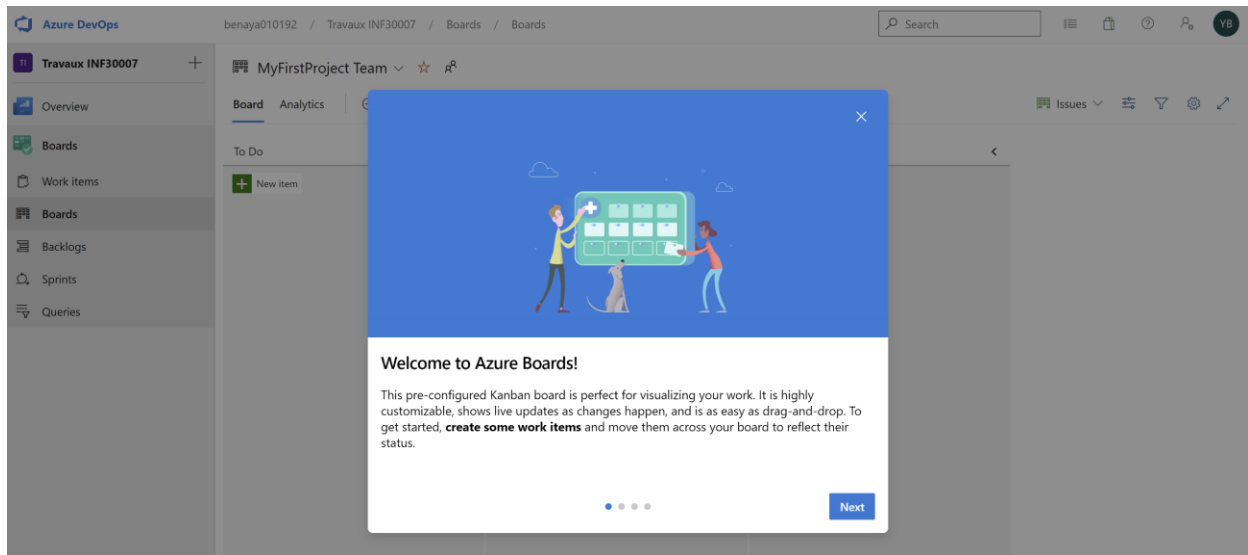 Azure DevOps
benaya010192 / Travaux INF30007 / Boards / Boards
Search
YB
TI
Travaux INF30007
MyFirstProject Team
Overview
Board Analytics
Issues
Boards
To Do
Work items
New item
Boards
Backlogs
Sprints
Queries
Welcome to Azure Boards!
This pre-configured Kanban board is perfect for visualizing your work. It is highly
customizable, shows live updates as changes happen, and is as easy as drag-and-drop. To
get started, create some work items and move them across your board to reflect their
status.
Next